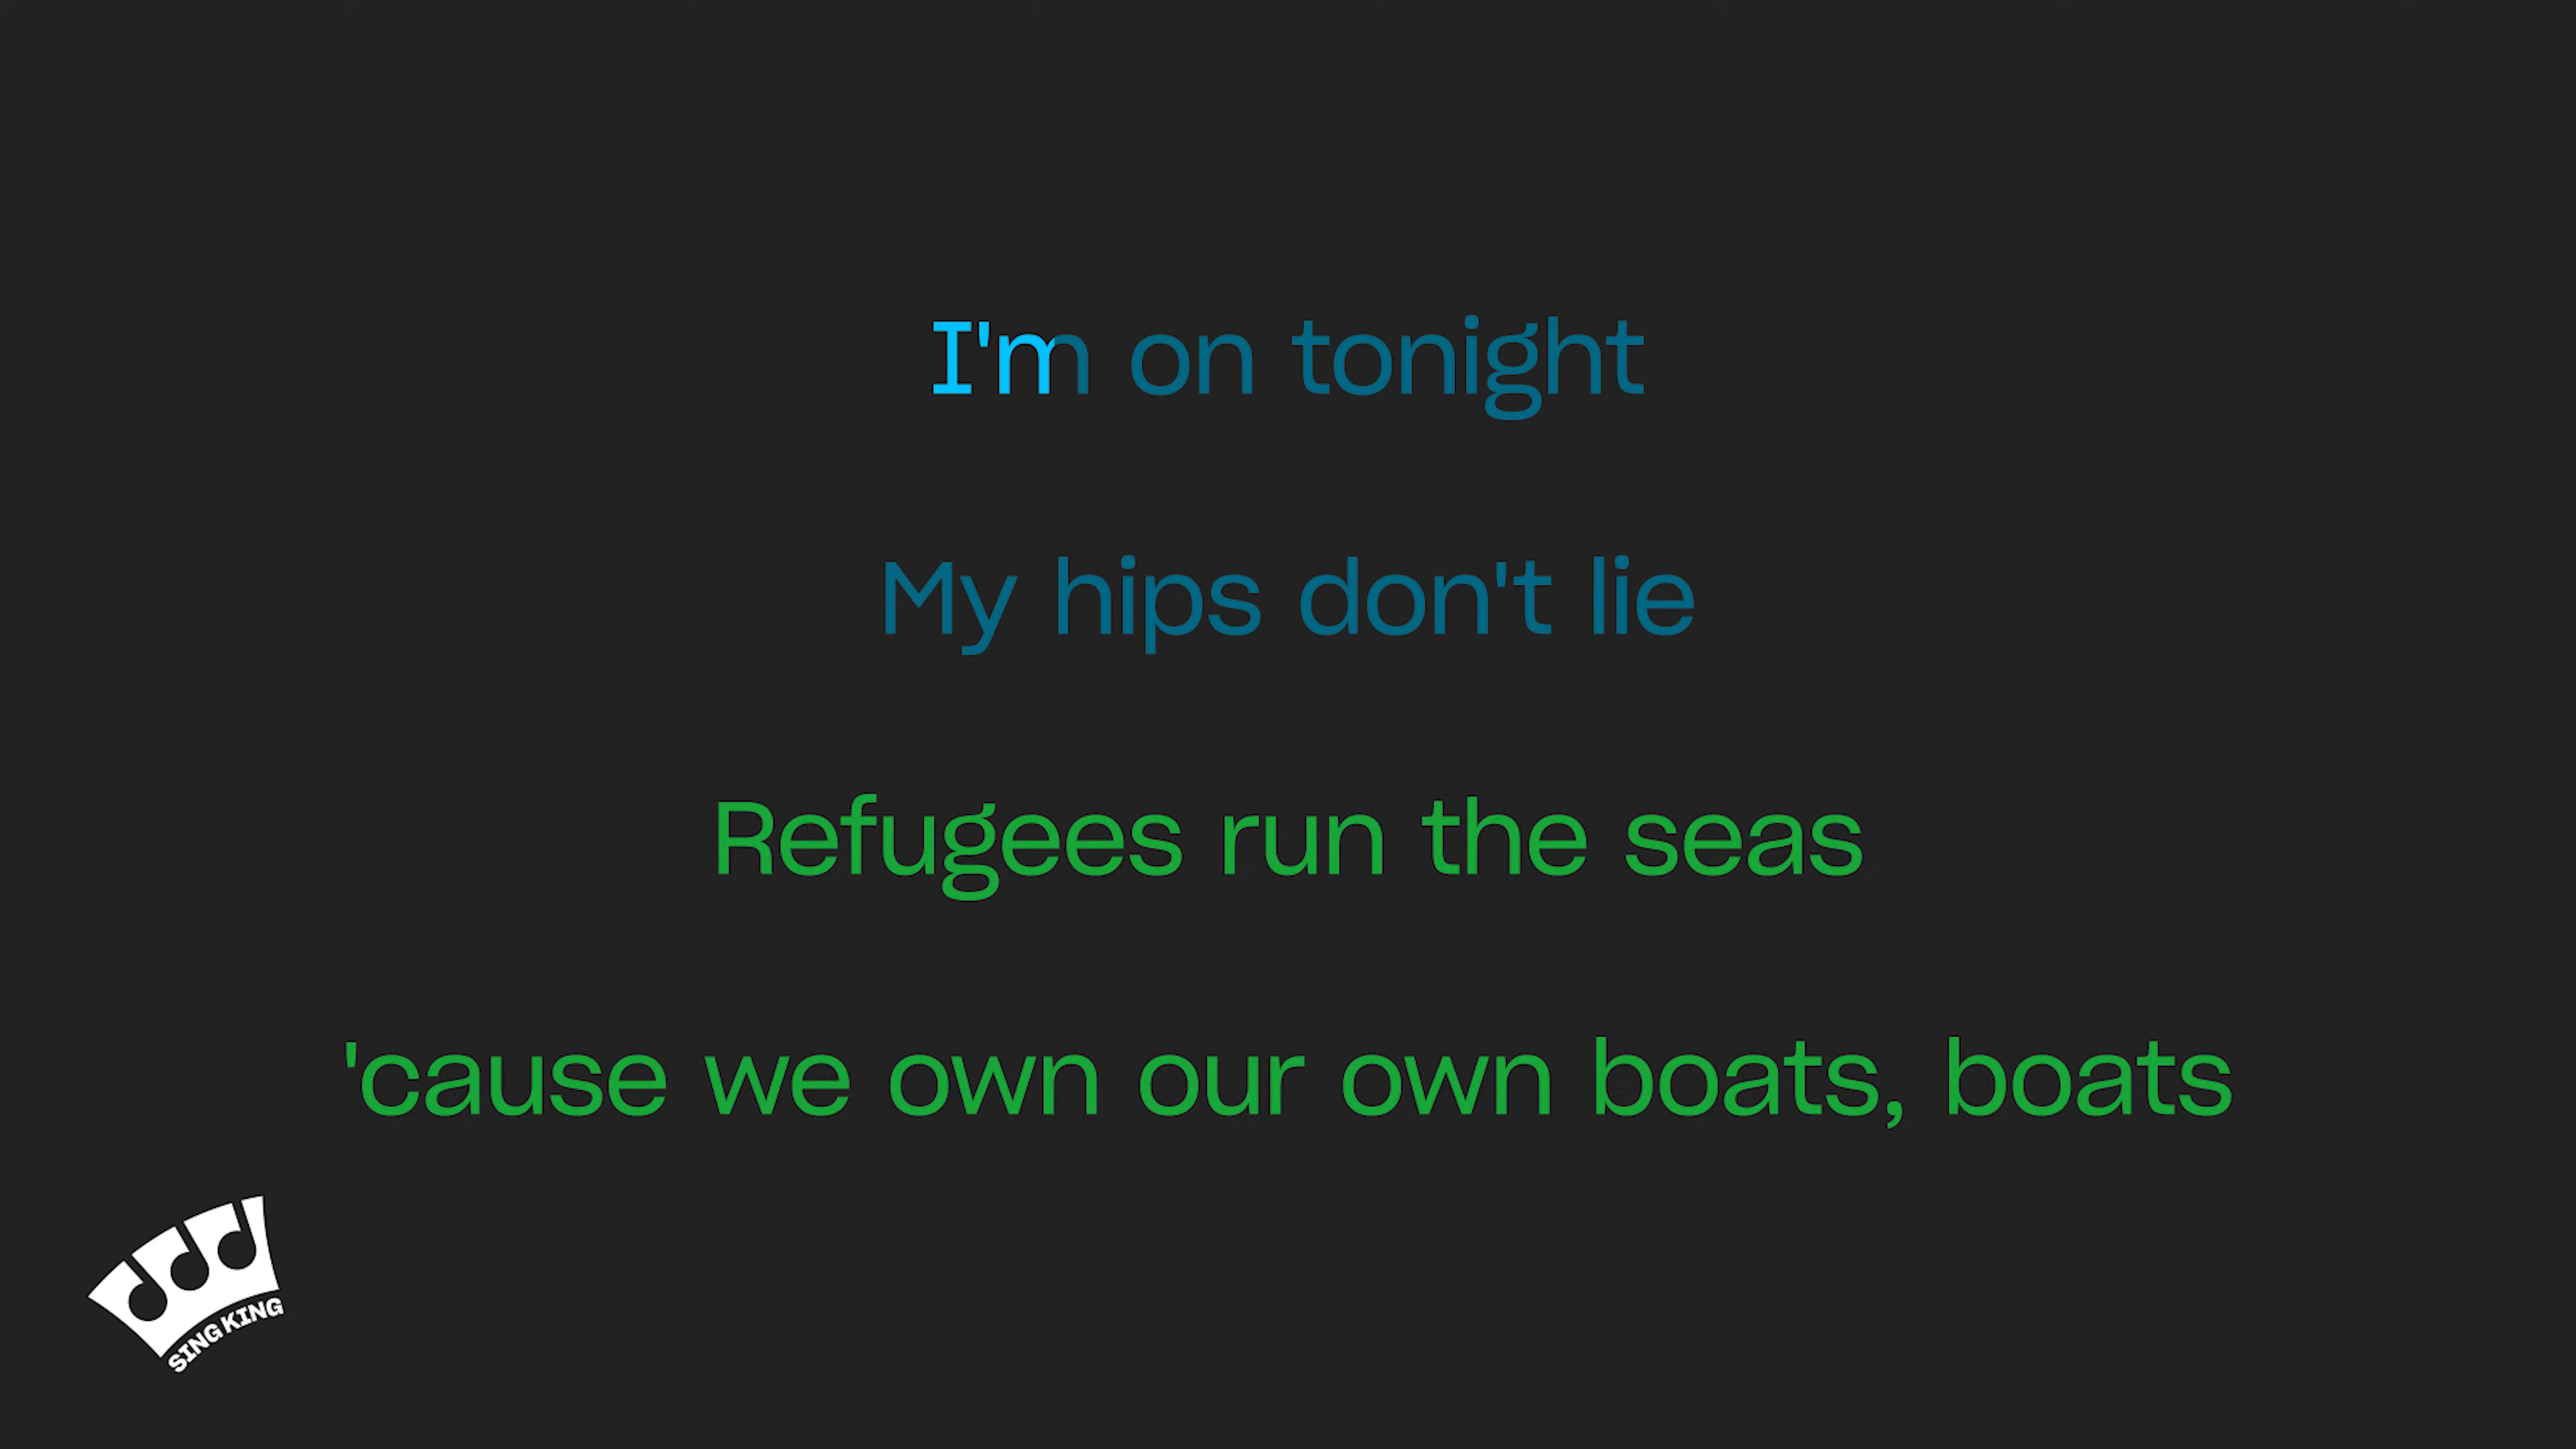 I'm on tonight
My hips don't lie
Refugees run the seas
'cause we own our own boats, boats
SING KING